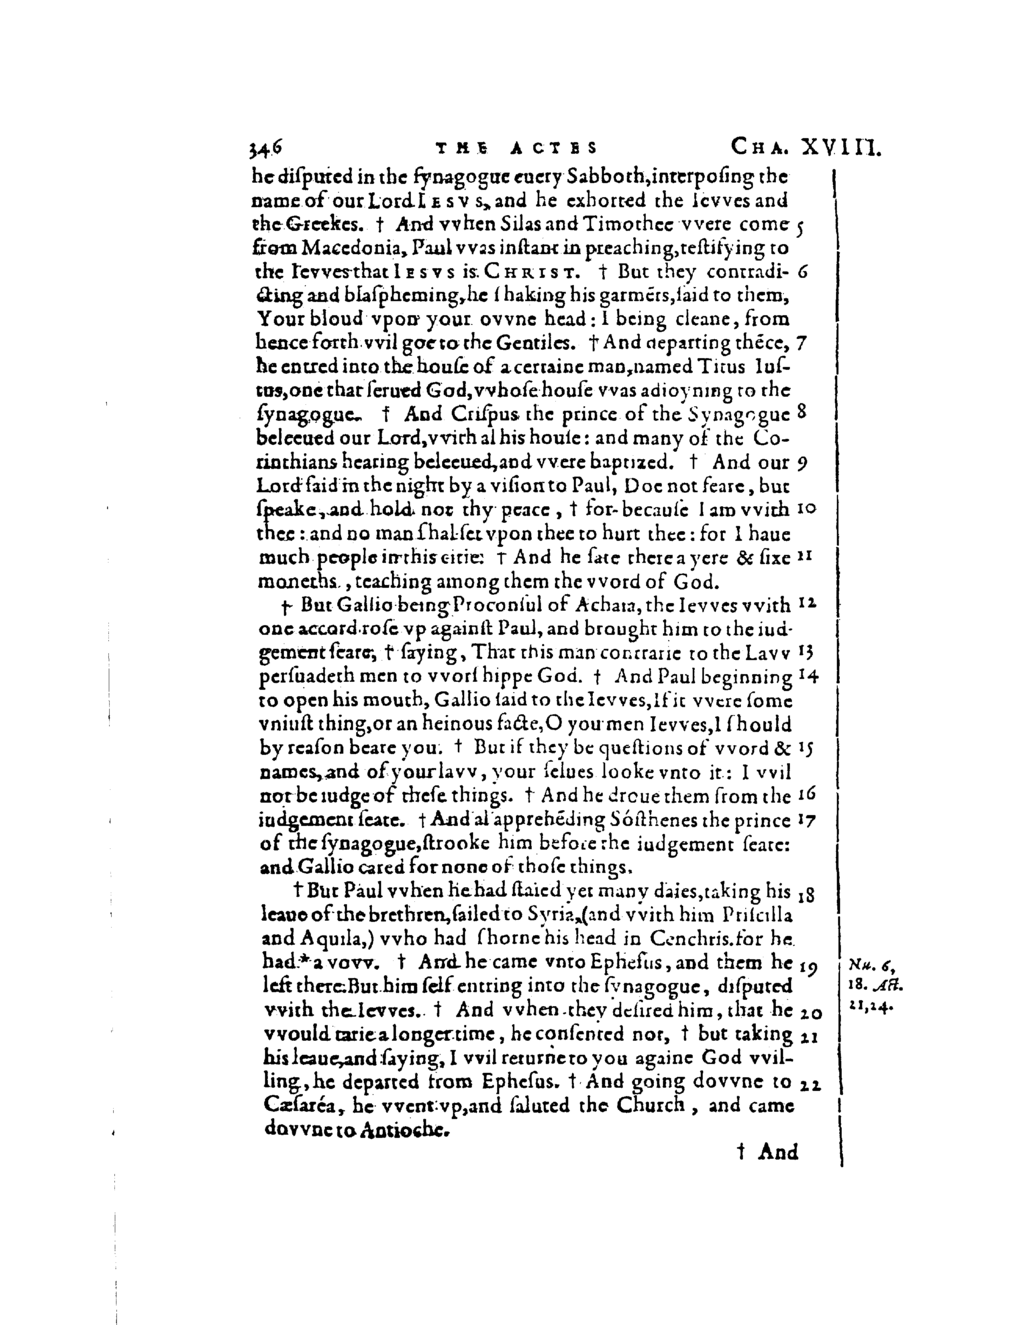 346 THE ACTES CHA. XVIII.
he diſputed in the ſynagogue euery Sabboth,interpoſing the
name of our Lord IESVS, and he exhorted the Ievves and
the Greekes. † And vvhen Silas and Timothee vvere come 5
from Macedonia, Paul vvas inſtant in preaching,teſtifying to
the Ievves that IESVS is CHRIST. † But they contradi- 6
cting and blaſpheming,he ſhaking his garmẽts,ſaid to them,
Your bloud vpon your ovvne head: I being cleane, from
hence forth vvil goe to the Gentiles. † And departing thẽce, 7
he entred into the houſe of a certaine man,named Titus Iuſ-
tus,one that ſerued God,vvhoſe houſe vvas adioyning to the
ſynagogue. † And Criſpus the prince of the Synagogue 8
beleeued our Lord,vvith al his houſe: and many of the Co-
rinthians hearing beleeued,and vvere baptized. † And our 9
Lord ſaid in the night by a viſion to Paul, Doe not feare, but
ſpeake, and hold not thy peace, † for-becauſe I am vvith 10
thee: and no man ſhal ſet vpon thee to hurt thee: for I haue
much people in this citie: † And he ſate there a yere & ſixe 11
moneths, teaching among them the vvord of God.
† But Gallio being Proconſul of Achaia, the Ievves vvith 12
one accord roſe vp againſt Paul, and brought him to the iud-
gement ſeate, † ſaying, That this man contrarie to the Lavv 13
perſuadeth men to vvorſhippe God. † And Paul beginning 14
to open his mouth, Gallio ſaid to the Ievves,If it vvere ſome
vniuſt thing,or an heinous facte,O you men Ievves,I ſhould
by reaſon beare you. † But if they be queſtions of vvord & 15
names, and of your lavv, your ſelues looke vnto it: I vvil
not be iudge of theſe things. † And he droue them from the 16
iudgement ſeate. † And al apprehẽding Sóſthenes the prince 17
of the ſynagogue,ſtrooke him before the iudgement ſeate:
and Gallio cared for none of thoſe things.
† But Paul vvhen he had ſtaied yet many daies,taking his 18
leaue of the brethren,ſailed to Syria,(and vvith him Priſcilla
and Aquila,) vvho had ſhorne his head in Cenchris.for he
had * a vovv. † And he came vnto Epheſus, and them he 19 Nu. 6,
left there. But him ſelf entring into the ſynagogue, diſputed 18. Act.
vvith the Ievves. † And vvhen they deſired him, that he 20 21,24.
vvould tarie a longer time, he conſented not, † but taking 21
his leaue,and ſaying, I vvil returne to you againe God vvil-
ling, he departed from Epheſus. † And going dovvne to 22
Cæſaréa, he vvent vp,and ſaluted the Church, and came
dovvne to Antioche.
† And